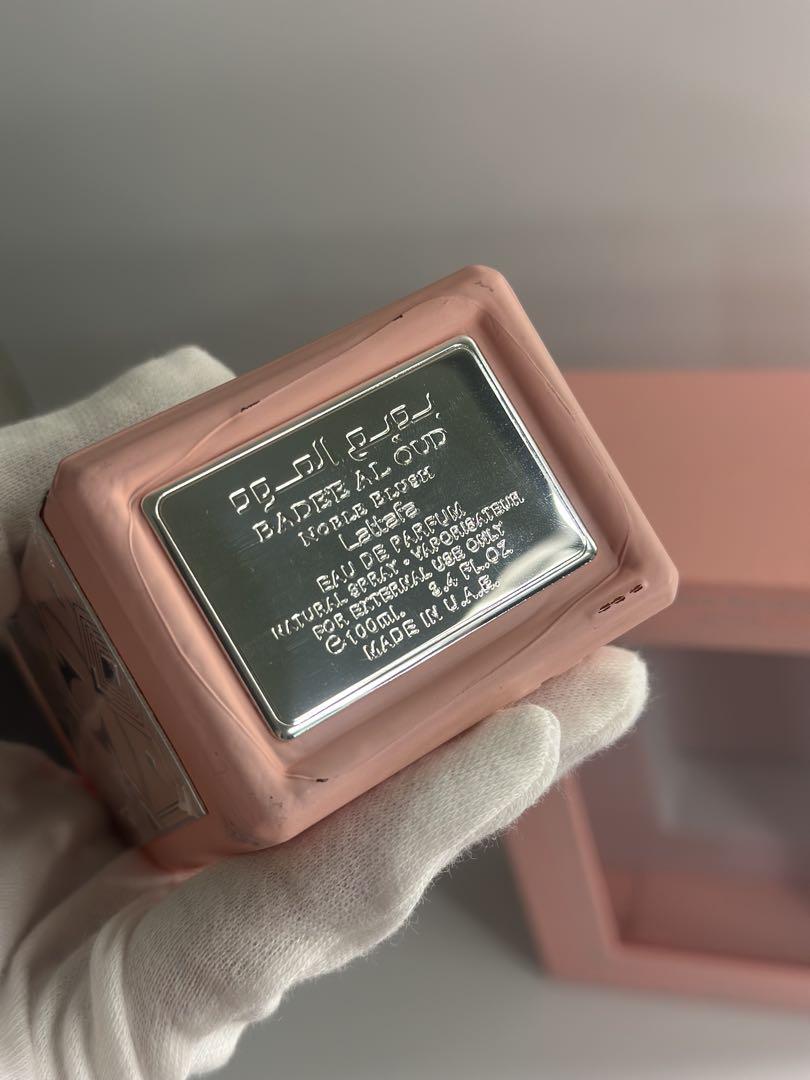 بديع العود
BADEE AL OUD
NOBLE BLUSH
Lattafa
EAU DE PARFUM
NATURAL SPRAY • VAPORISATEUR
FOR EXTERNAL USE ONLY
℮100ml. 3.4 FL.OZ
MADE IN U.A.E.